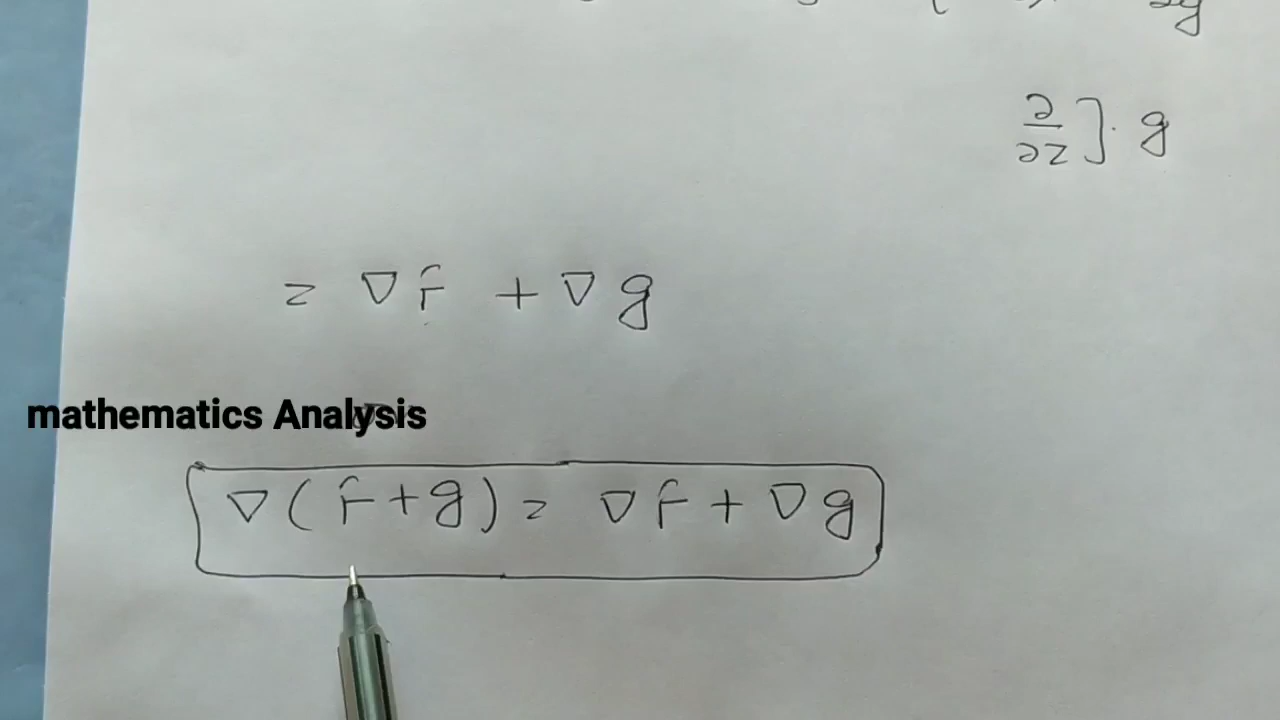 ∂y
∂/∂z ] . g
= ∇f + ∇g
mathematics Analysis
∇(f+g) = ∇f + ∇g